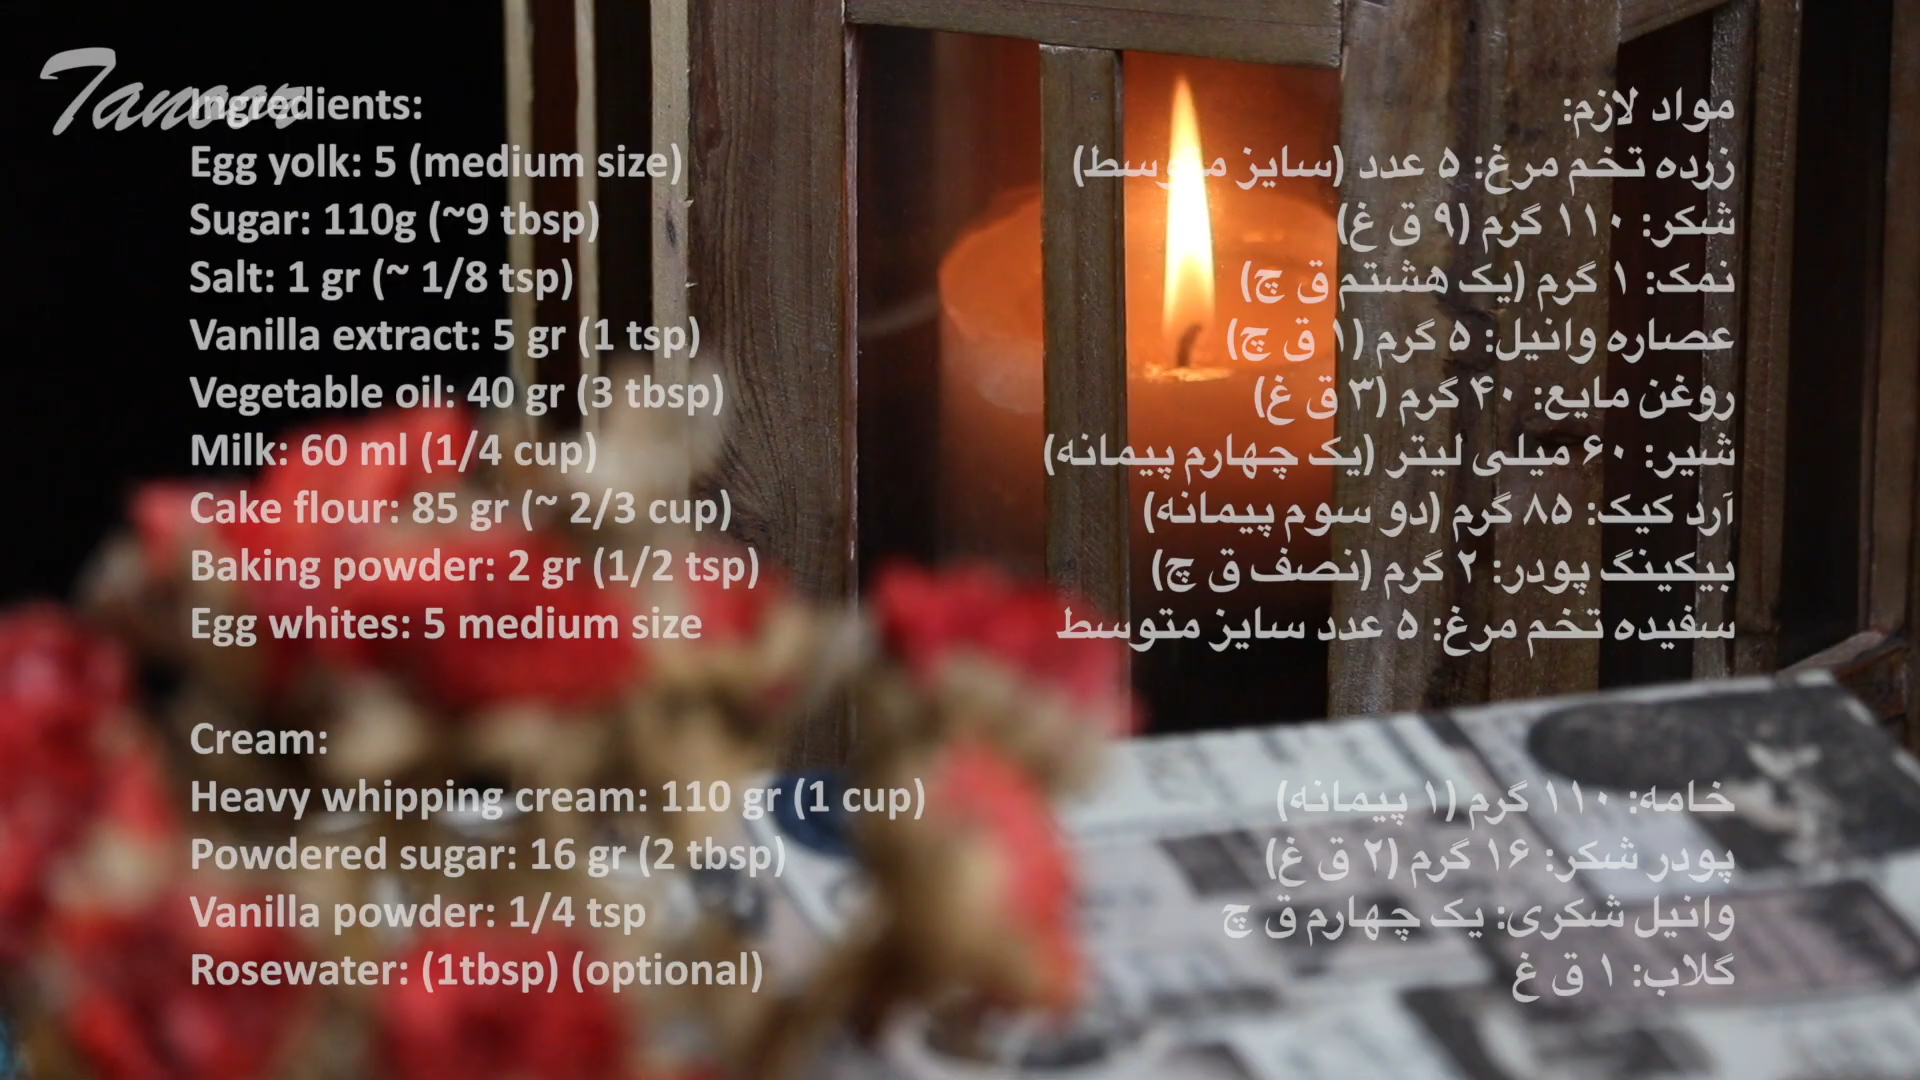 Tanoor
Ingredients:
Egg yolk: 5 (medium size)
Sugar: 110g (~9 tbsp)
Salt: 1 gr (~ 1/8 tsp)
Vanilla extract: 5 gr (1 tsp)
Vegetable oil: 40 gr (3 tbsp)
Milk: 60 ml (1/4 cup)
Cake flour: 85 gr (~ 2/3 cup)
Baking powder: 2 gr (1/2 tsp)
Egg whites: 5 medium size
Cream:
Heavy whipping cream: 110 gr (1 cup)
Powdered sugar: 16 gr (2 tbsp)
Vanilla powder: 1/4 tsp
Rosewater: (1tbsp) (optional)
مواد لازم:
زرده تخم مرغ: ۵ عدد (سایز متوسط)
شکر: ۱۱۰ گرم (۹ ق غ)
نمک: ۱ گرم (یک هشتم ق چ)
عصاره وانیل: ۵ گرم (۱ ق چ)
روغن مایع: ۴۰ گرم (۳ ق غ)
شیر: ۶۰ میلی لیتر (یک چهارم پیمانه)
آرد کیک: ۸۵ گرم (دو سوم پیمانه)
بیکینگ پودر: ۲ گرم (نصف ق چ)
سفیده تخم مرغ: ۵ عدد سایز متوسط
خامه: ۱۱۰ گرم (۱ پیمانه)
پودر شکر: ۱۶ گرم (۲ ق غ)
وانیل شکری: یک چهارم ق چ
گلاب: ۱ ق غ